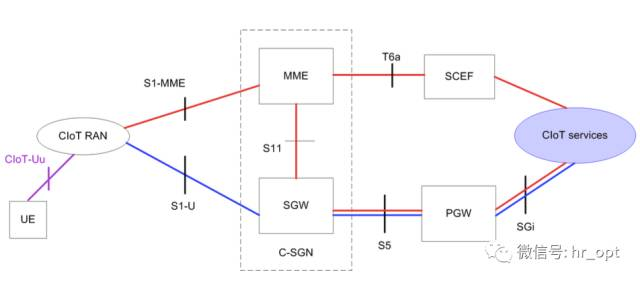 T6a
MME
SCEF
S1-MME
CIoT RAN
CIoT services
S11
CIoT-Uu
S1-U
SGW
PGW
UE
S5
SGi
C-SGN
微信号: hr_opt